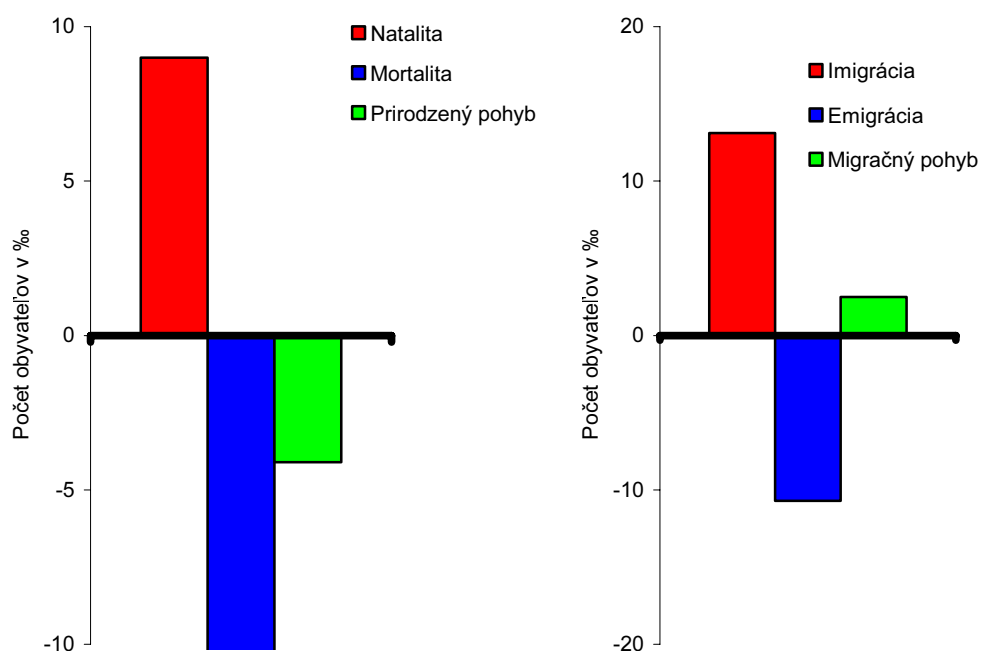 10
5
0
-5
-10
Počet obyvateľov v ‰
Natalita
Mortalita
Prirodzený pohyb
20
10
0
-10
-20
Počet obyvateľov v ‰
Imigrácia
Emigrácia
Migračný pohyb